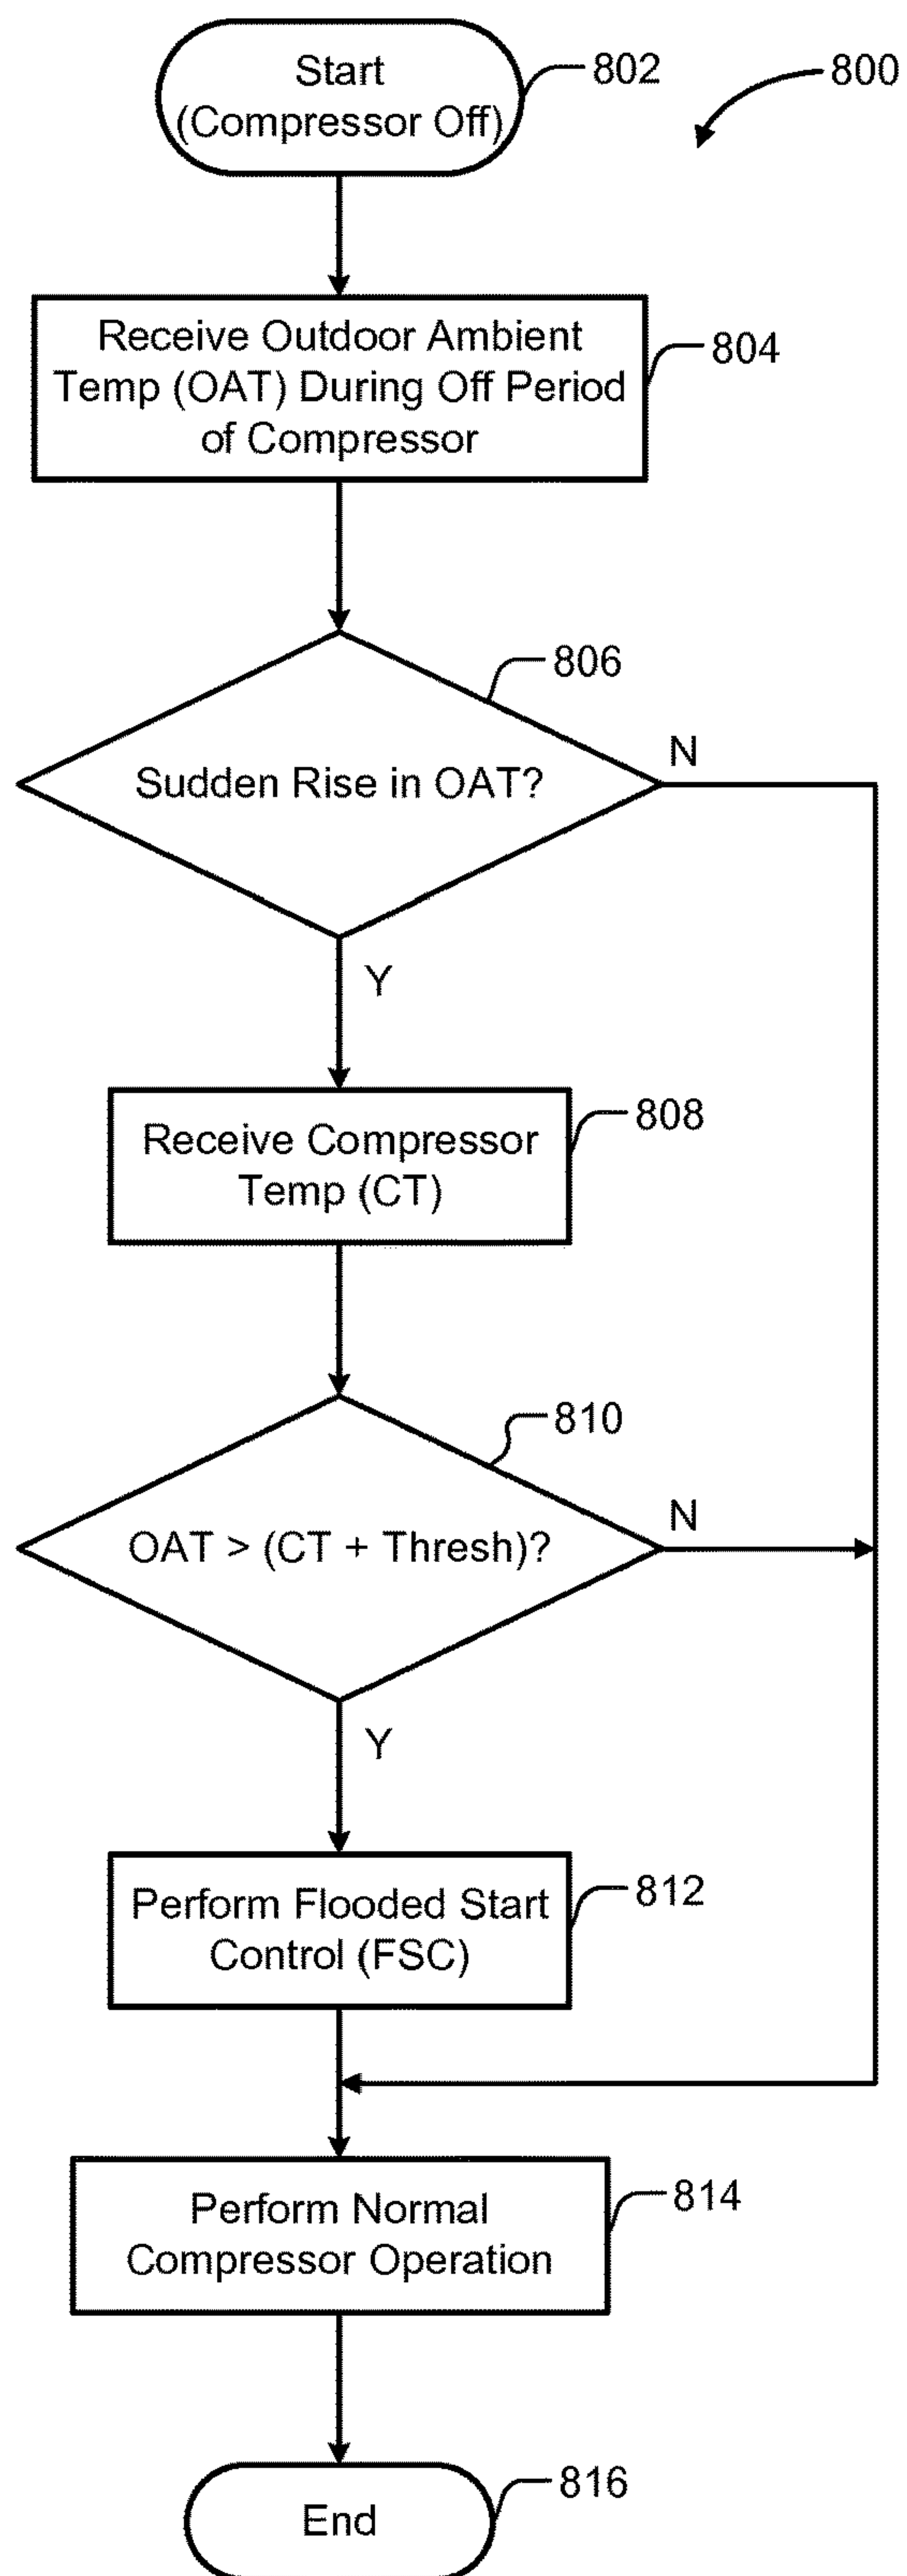 Start
(Compressor Off)
802
800
Receive Outdoor Ambient
Temp (OAT) During Off Period
of Compressor
804
806
Sudden Rise in OAT?
N
Y
Receive Compressor
Temp (CT)
808
810
OAT > (CT + Thresh)?
N
Y
Perform Flooded Start
Control (FSC)
812
Perform Normal
Compressor Operation
814
End
816